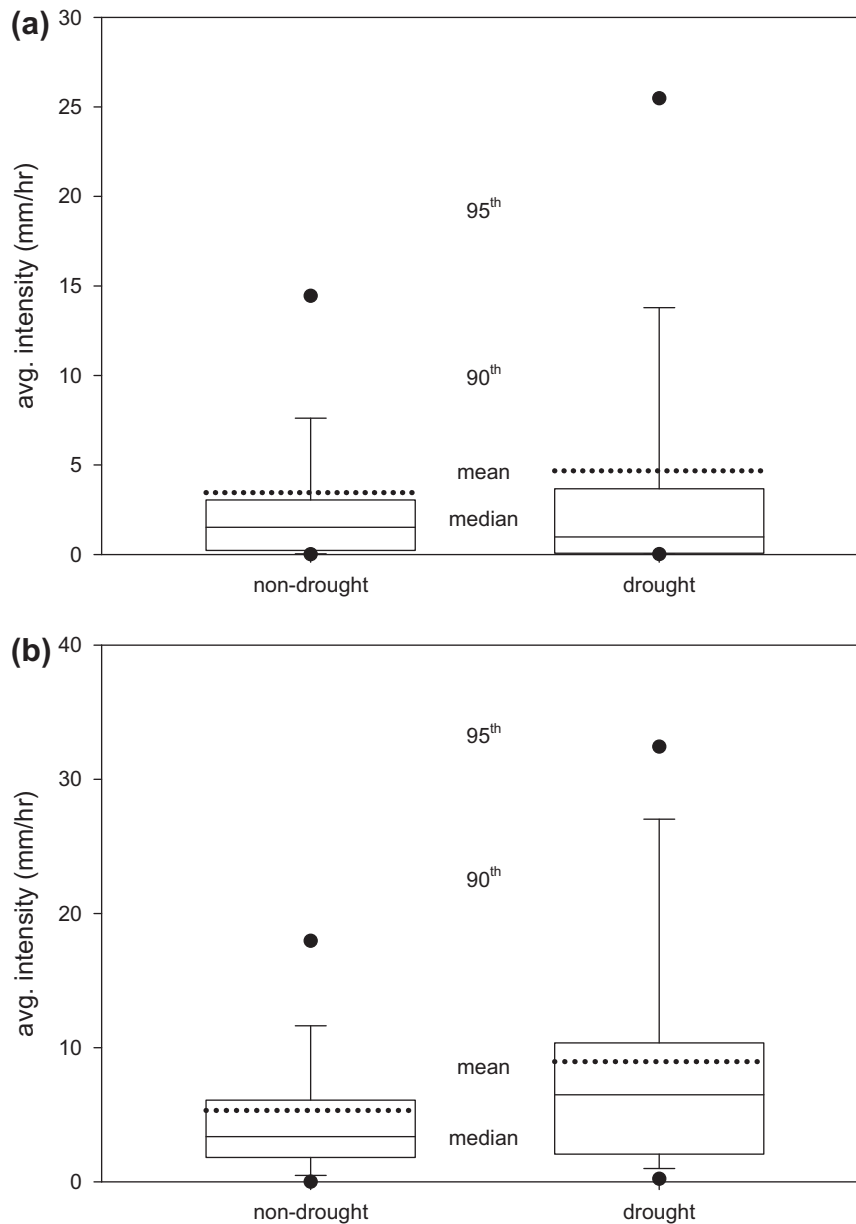 (a)
30
25
20
15
10
5
0
avg. intensity (mm/hr)
95th
90th
mean
median
non-drought drought
(b)
40
30
20
10
0
avg. intensity (mm/hr)
95th
90th
mean
median
non-drought drought